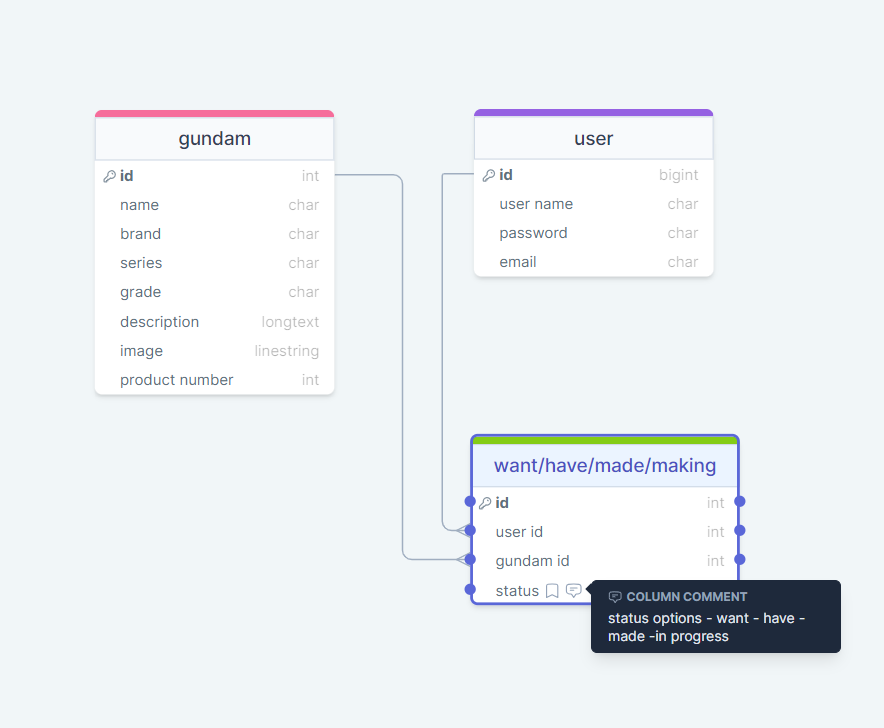 gundam
id int
name char
brand char
series char
grade char
description longtext
image linestring
product number int
user
id bigint
user name char
password char
email char
want/have/made/making
id int
user id int
gundam id int
status
COLUMN COMMENT
status options - want - have -
made -in progress